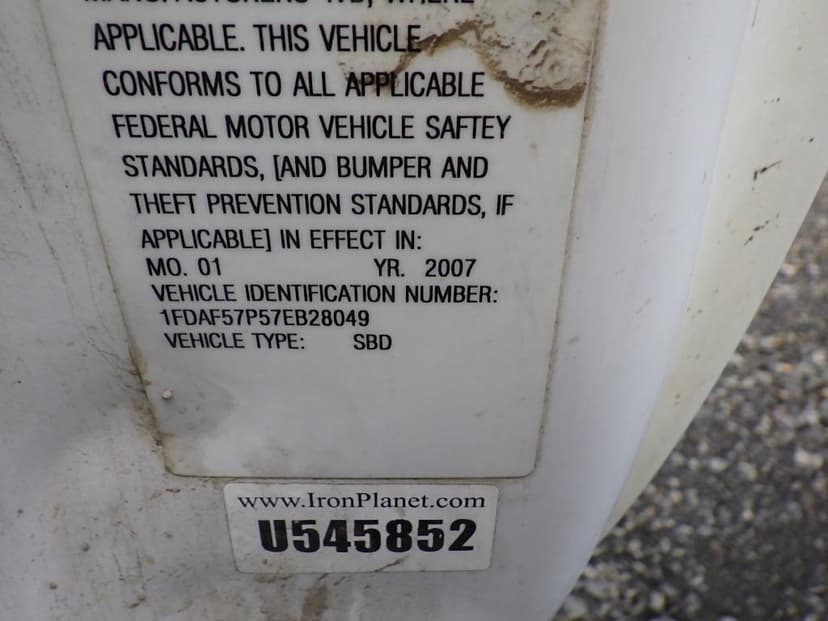 APPLICABLE. THIS VEHICLE
CONFORMS TO ALL APPLICABLE
FEDERAL MOTOR VEHICLE SAFTEY
STANDARDS, [AND BUMPER AND
THEFT PREVENTION STANDARDS, IF
APPLICABLE] IN EFFECT IN:
MO. 01 YR. 2007
VEHICLE IDENTIFICATION NUMBER:
1FDAF57P57EB28049
VEHICLE TYPE: SBD
www.IronPlanet.com
U545852